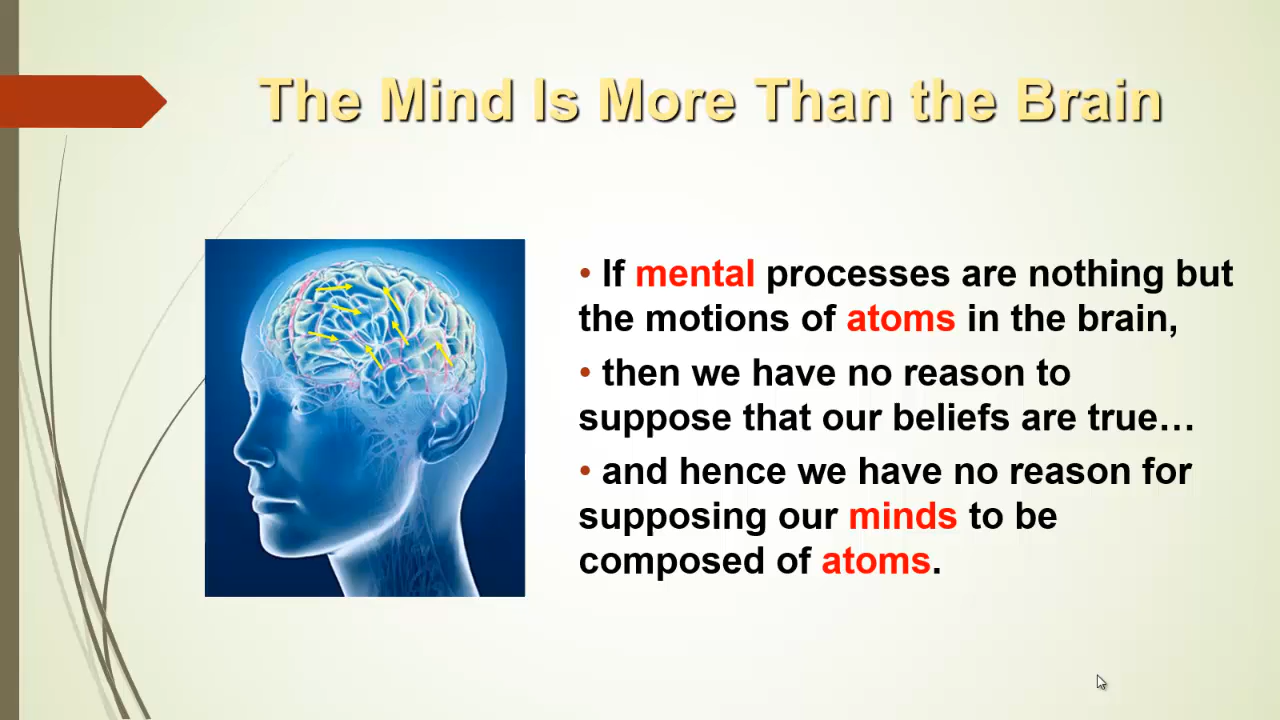 The Mind Is More Than the Brain
• If mental processes are nothing but
the motions of atoms in the brain,
• then we have no reason to
suppose that our beliefs are true…
• and hence we have no reason for
supposing our minds to be
composed of atoms.